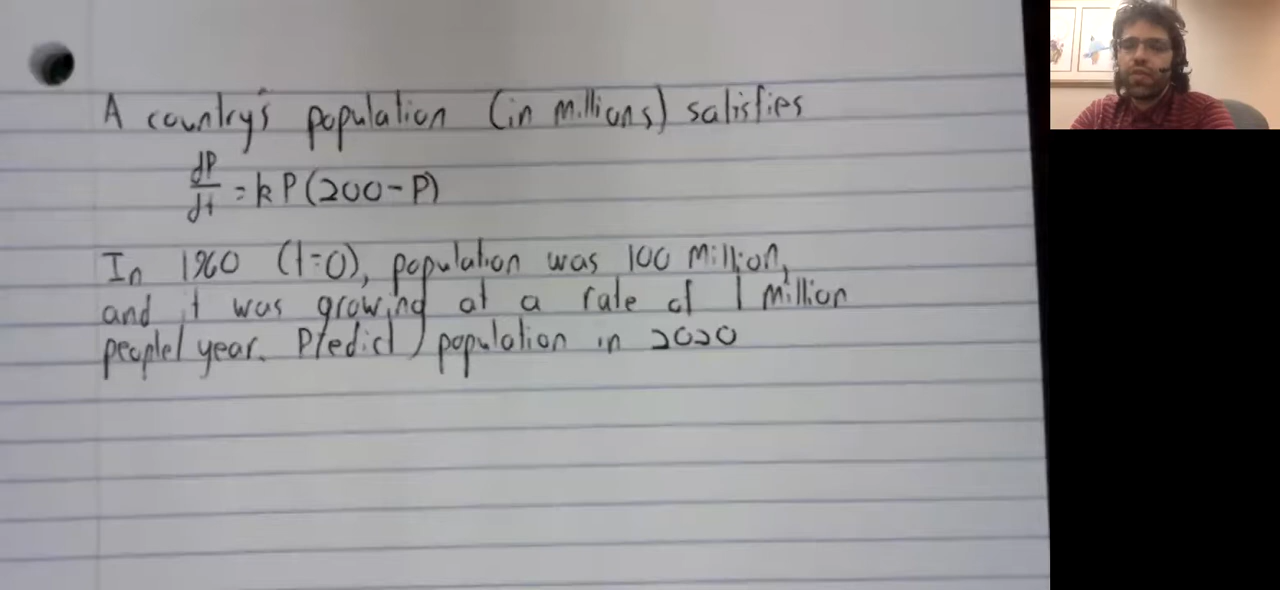 A country's population (in millions) satisfies
dP/dt = kP(200-P)
In 1960 (t=0), population was 100 million,
and it was growing at a rate of 1 million
people/year. Predict population in 2020